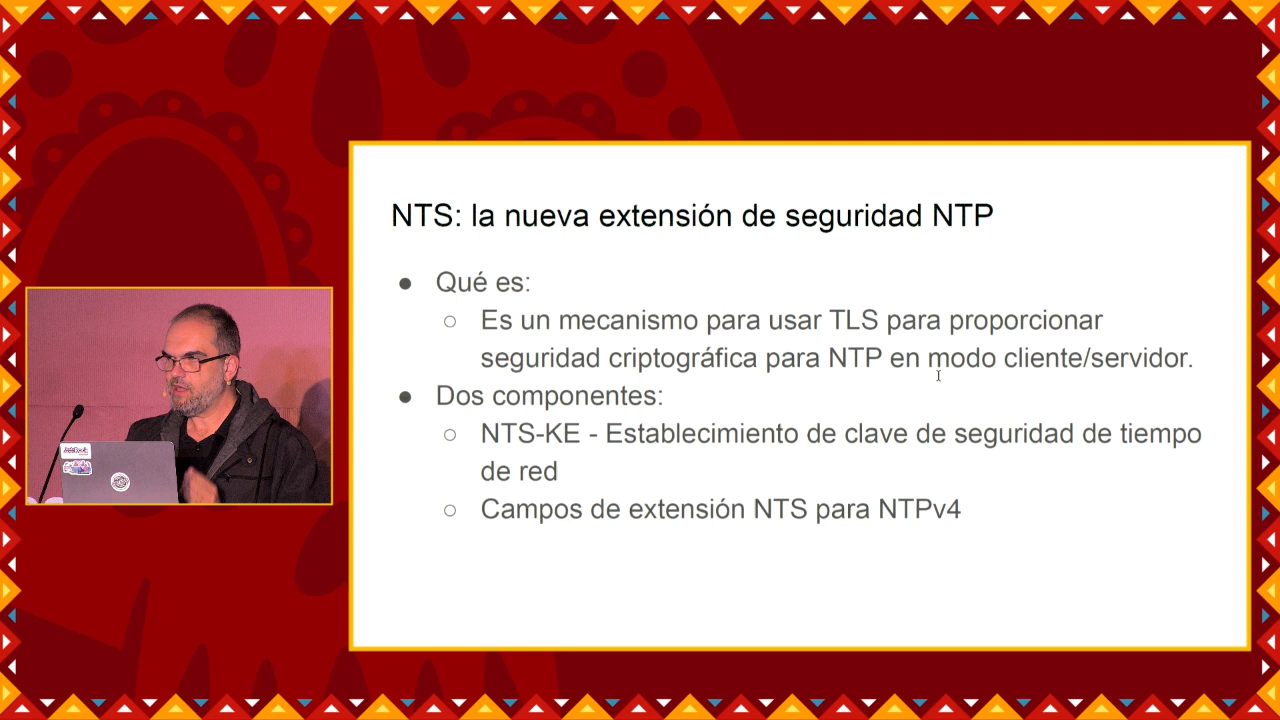 NTS: la nueva extensión de seguridad NTP
● Qué es:
○ Es un mecanismo para usar TLS para proporcionar
seguridad criptográfica para NTP en modo cliente/servidor.
● Dos componentes:
○ NTS-KE - Establecimiento de clave de seguridad de tiempo
de red
○ Campos de extensión NTS para NTPv4